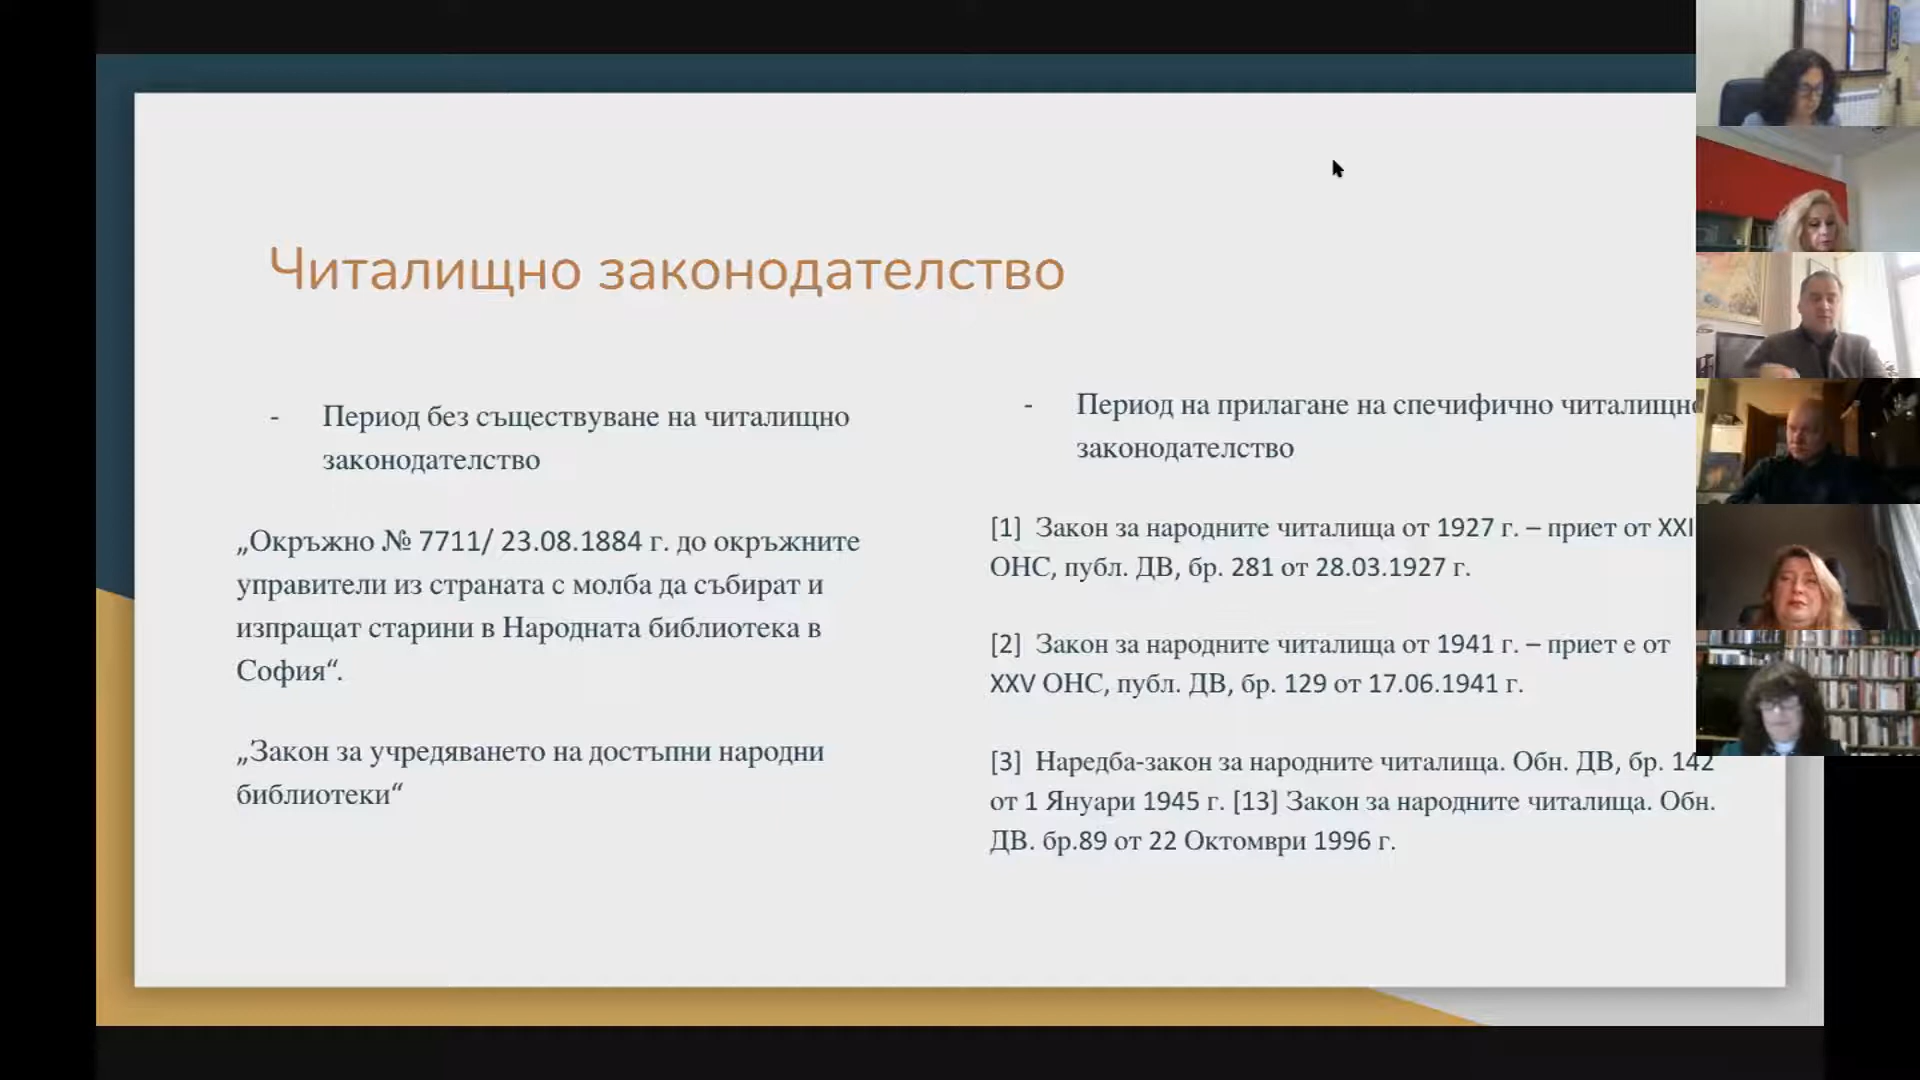 Читалищно законодателство
- Период без съществуване на читалищно
законодателство
„Окръжно № 7711/ 23.08.1884 г. до окръжните
управители из страната с молба да събират и
изпращат старини в Народната библиотека в
София“.
„Закон за учредяването на достъпни народни
библиотеки“
- Период на прилагане на спечифично читалищно
законодателство
[1] Закон за народните читалища от 1927 г. – приет от XXI
ОНС, публ. ДВ, бр. 281 от 28.03.1927 г.
[2] Закон за народните читалища от 1941 г. – приет е от
XXV ОНС, публ. ДВ, бр. 129 от 17.06.1941 г.
[3] Наредба-закон за народните читалища. Обн. ДВ, бр. 142
от 1 Януари 1945 г. [13] Закон за народните читалища. Обн.
ДВ. бр.89 от 22 Октомври 1996 г.